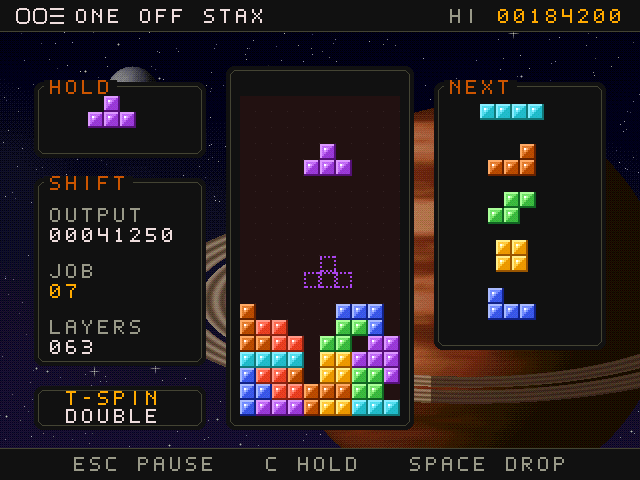 OOE ONE OFF STAX
HI 00184200
HOLD
NEXT
SHIFT
OUTPUT
00041250
JOB
07
LAYERS
063
T-SPIN
DOUBLE
ESC PAUSE C HOLD SPACE DROP